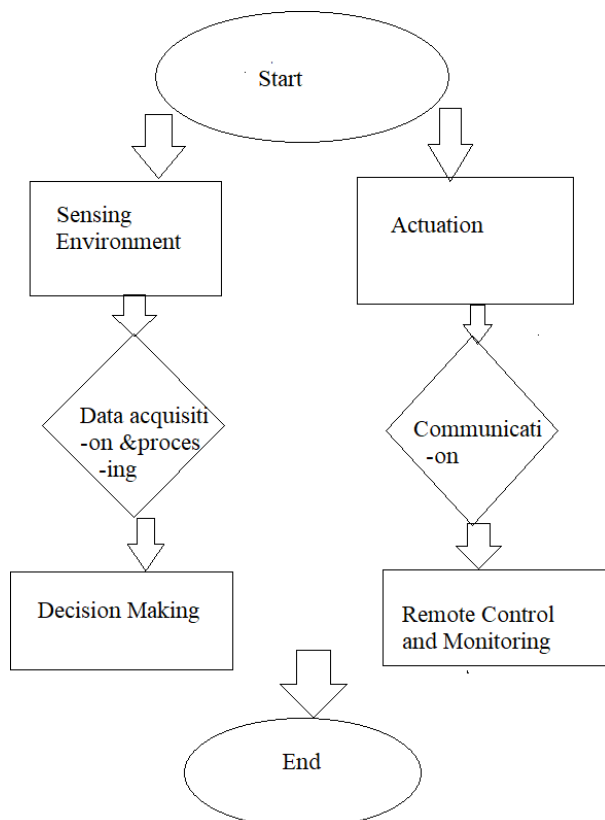 Start
Sensing
Environment
Actuation
Data acquisiti
-on &proces
-ing
Communicati
-on
Decision Making
Remote Control
and Monitoring
End